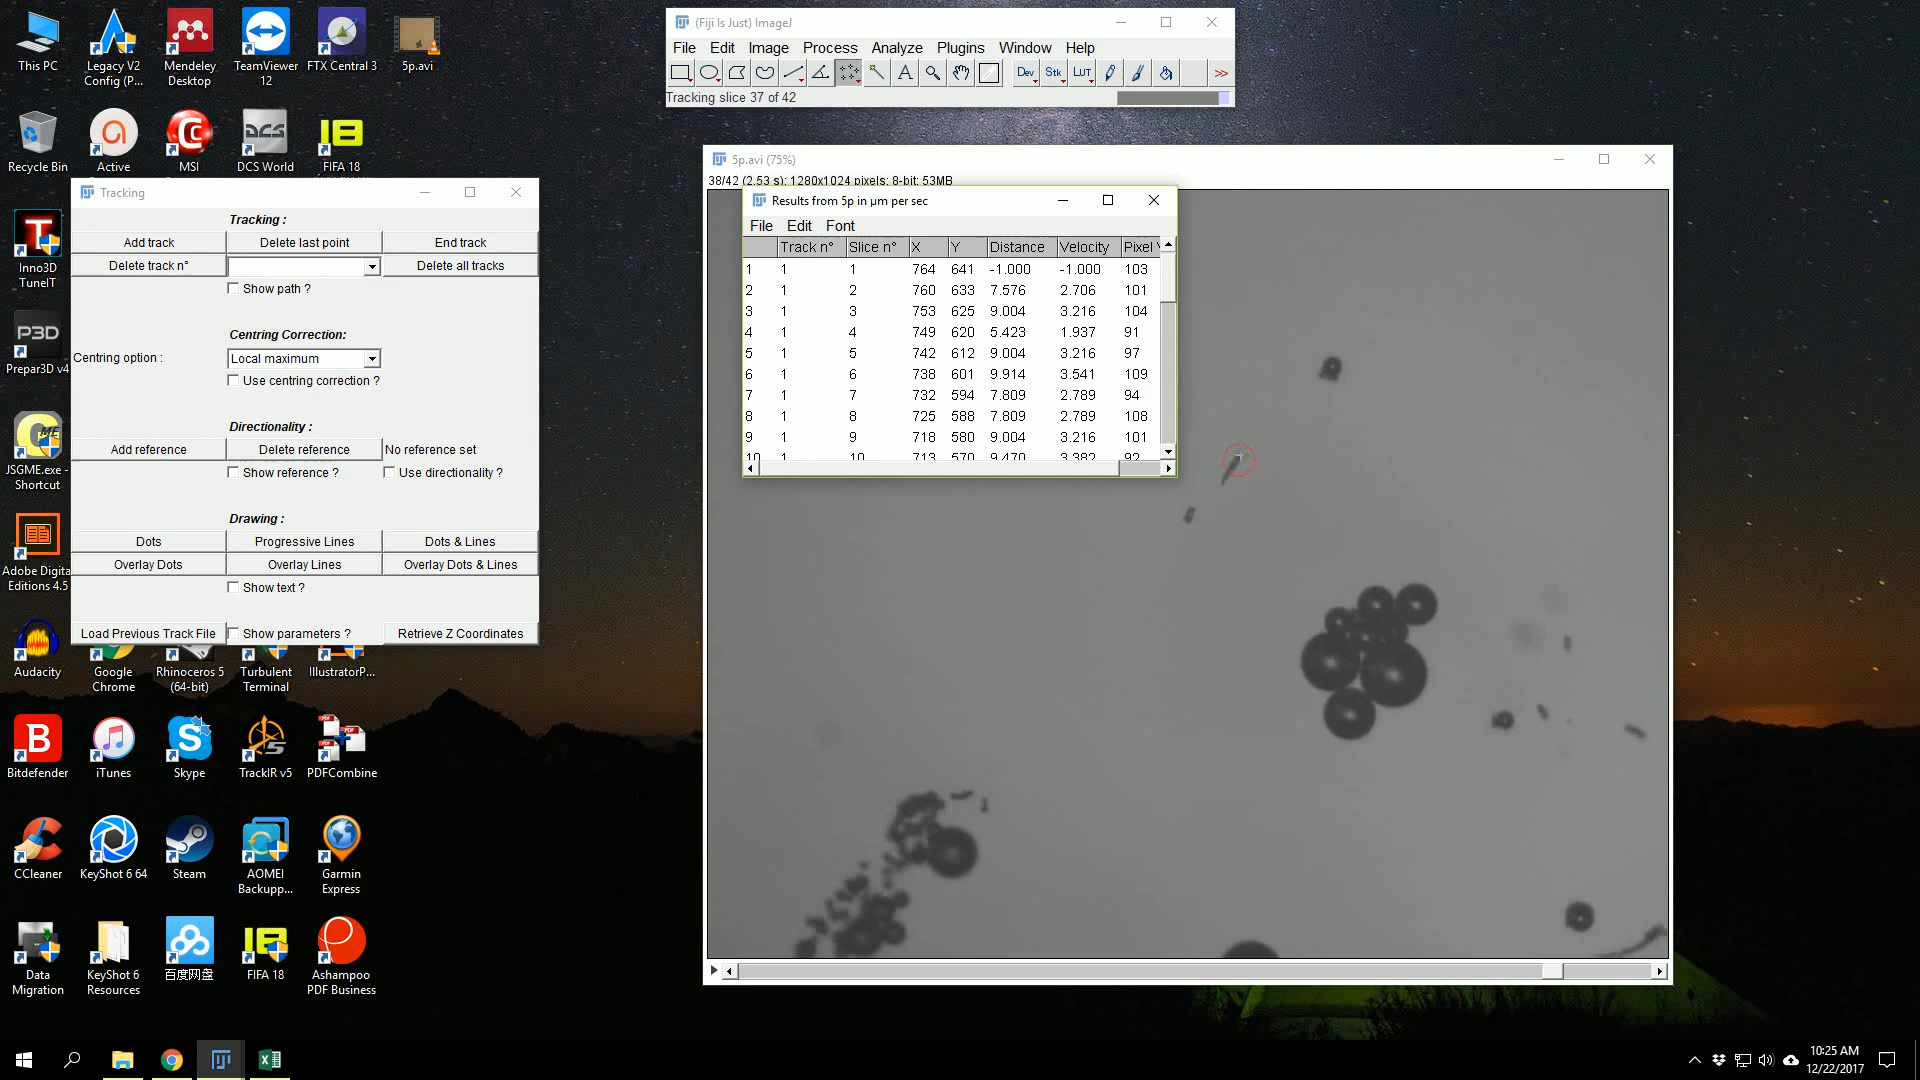 This PC
Legacy V2 Config (P...
Mendeley Desktop
TeamViewer 12
FTX Central 3
5p.avi
Recycle Bin
Active
MSI
DCS World
FIFA 18
Inno3D TuneIT
Prepar3D v4
JSGME.exe - Shortcut
Adobe Digita Editions 4.5
Audacity
Google Chrome
Rhinoceros 5 (64-bit)
Turbulent Terminal
IllustratorP...
Bitdefender
iTunes
Skype
TrackIR v5
PDFCombine
CCleaner
KeyShot 6 64
Steam
AOMEI Backupp...
Garmin Express
Data Migration
KeyShot 6 Resources
百度网盘
FIFA 18
Ashampoo PDF Business
Tracking
Tracking :
Add track
Delete last point
End track
Delete track n°
Delete all tracks
Show path ?
Centring Correction:
Centring option :
Local maximum
Use centring correction ?
Directionality :
Add reference
Delete reference
No reference set
Show reference ?
Use directionality ?
Drawing :
Dots
Progressive Lines
Dots & Lines
Overlay Dots
Overlay Lines
Overlay Dots & Lines
Show text ?
Load Previous Track File
Show parameters ?
Retrieve Z Coordinates
(Fiji Is Just) ImageJ
File Edit Image Process Analyze Plugins Window Help
Dev Stk LUT >>
Tracking slice 37 of 42
5p.avi (75%)
38/42 (2.53 s); 1280x1024 pixels; 8-bit; 53MB
Results from 5p in µm per sec
File Edit Font
Track n° Slice n° X Y Distance Velocity Pixel
1 1 1 764 641 -1.000 -1.000 103
2 1 2 760 633 7.576 2.706 101
3 1 3 753 625 9.004 3.216 104
4 1 4 749 620 5.423 1.937 91
5 1 5 742 612 9.004 3.216 97
6 1 6 738 601 9.914 3.541 109
7 1 7 732 594 7.809 2.789 94
8 1 8 725 588 7.809 2.789 108
9 1 9 718 580 9.004 3.216 101
10 1 10 713 570 9.470 3.382 92
10:25 AM
12/22/2017